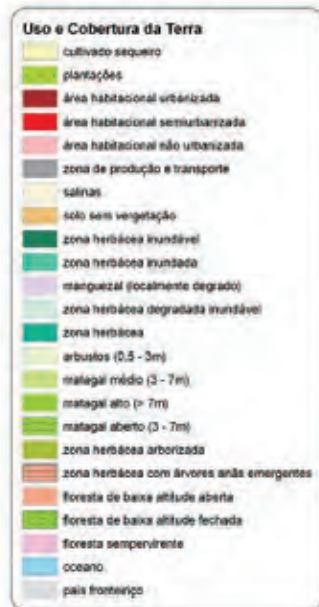 Uso e Cobertura da Terra
cultivado sequeiro
plantações
área habitacional urbanizada
área habitacional semiurbanizada
área habitacional não urbanizada
zona de produção e transporte
salinas
solo sem vergetação
zona herbácea inundável
zona herbácea inundada
manguezal (localmente degrado)
zona herbácea degradada inundável
zona herbácea
arbustos (0,5 - 3m)
matagal médio (3 - 7m)
matagal alto (> 7m)
matagal aberto (3 - 7m)
zona herbácea arborizada
zona herbácea com árvores anãs emergentes
floresta de baixa altitude aberta
floresta de baixa altitude fechada
floresta sempervirente
oceano
país fronteiriço